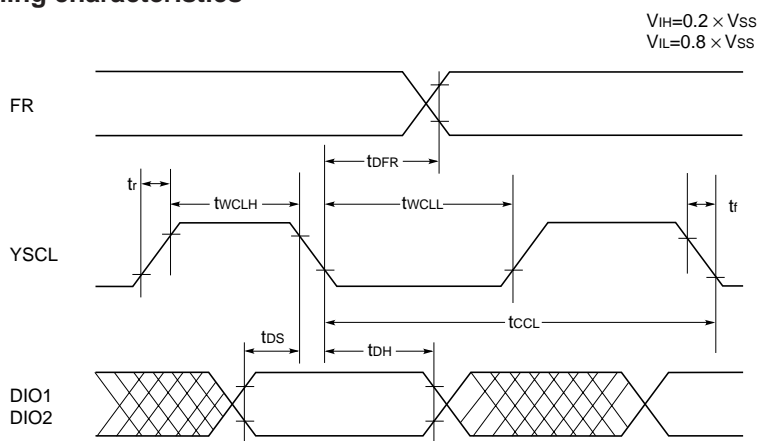 ming characteristics
VIH=0.2 × VSS
VIL=0.8 × VSS
FR
tDFR
tr
tWCLH
tWCLL
tf
YSCL
tCCL
tDS
tDH
DIO1
DIO2